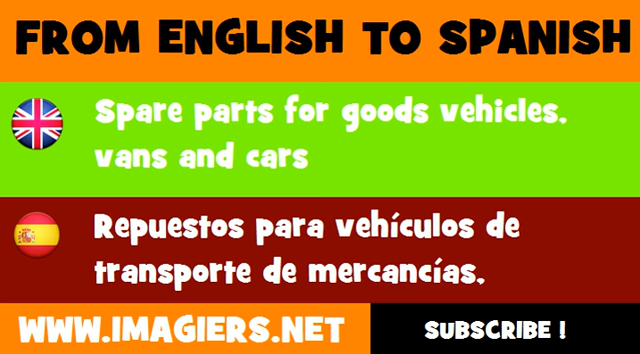 FROM ENGLISH TO SPANISH
Spare parts for goods vehicles.
vans and cars
Repuestos para vehículos de
transporte de mercancías,
WWW.IMAGIERS.NET
SUBSCRIBE !